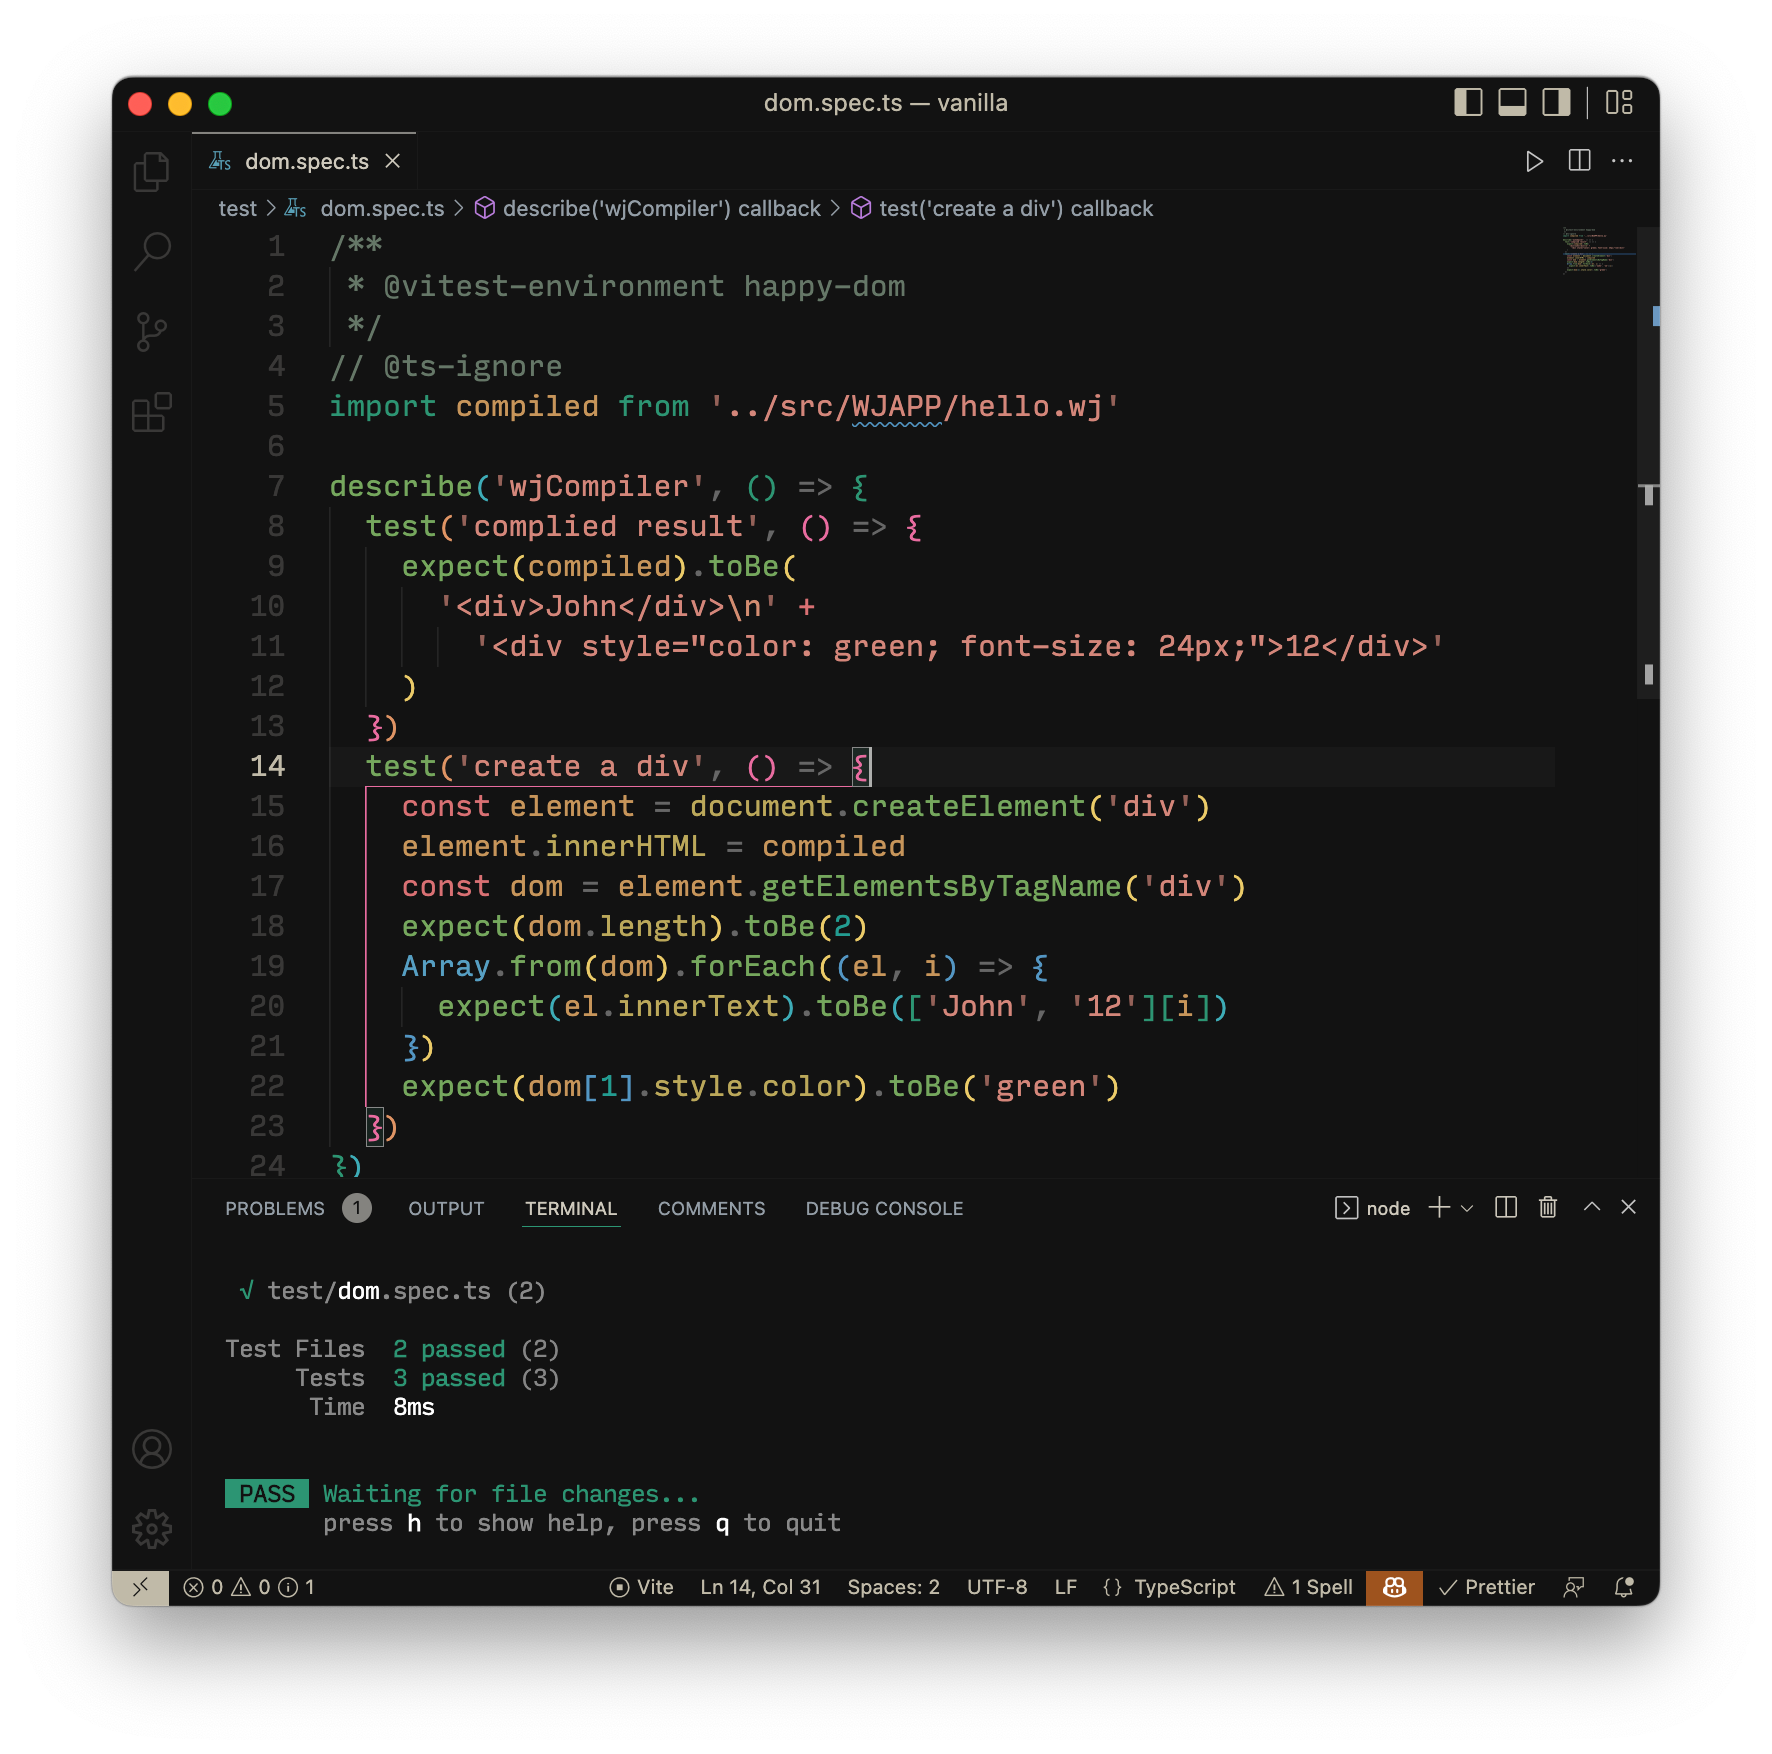 dom.spec.ts — vanilla
TS dom.spec.ts
test > TS dom.spec.ts > describe('wjCompiler') callback > test('create a div') callback
1 /**
2  * @vitest-environment happy-dom
3  */
4 // @ts-ignore
5 import compiled from '../src/WJAPP/hello.wj'
6
7 describe('wjCompiler', () => {
8   test('complied result', () => {
9     expect(compiled).toBe(
10       '<div>John</div>\n' +
11         '<div style="color: green; font-size: 24px;">12</div>'
12     )
13   })
14   test('create a div', () => {
15     const element = document.createElement('div')
16     element.innerHTML = compiled
17     const dom = element.getElementsByTagName('div')
18     expect(dom.length).toBe(2)
19     Array.from(dom).forEach((el, i) => {
20       expect(el.innerText).toBe(['John', '12'][i])
21     })
22     expect(dom[1].style.color).toBe('green')
23   })
24 })
PROBLEMS 1 OUTPUT TERMINAL COMMENTS DEBUG CONSOLE node
√ test/dom.spec.ts (2)
Test Files  2 passed (2)
Tests  3 passed (3)
Time  8ms
PASS Waiting for file changes...
press h to show help, press q to quit
0 0 1 Vite Ln 14, Col 31 Spaces: 2 UTF-8 LF {} TypeScript 1 Spell Prettier